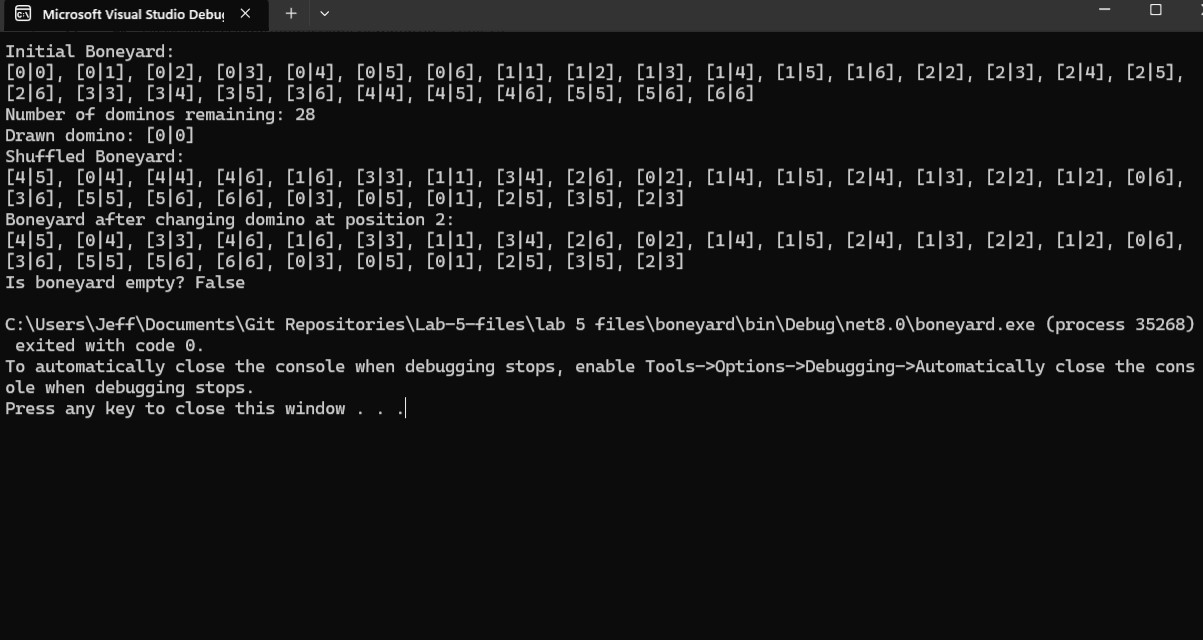 Microsoft Visual Studio Debu
Initial Boneyard:
[0|0], [0|1], [0|2], [0|3], [0|4], [0|5], [0|6], [1|1], [1|2], [1|3], [1|4], [1|5], [1|6], [2|2], [2|3], [2|4], [2|5],
[2|6], [3|3], [3|4], [3|5], [3|6], [4|4], [4|5], [4|6], [5|5], [5|6], [6|6]
Number of dominos remaining: 28
Drawn domino: [0|0]
Shuffled Boneyard:
[4|5], [0|4], [4|4], [4|6], [1|6], [3|3], [1|1], [3|4], [2|6], [0|2], [1|4], [1|5], [2|4], [1|3], [2|2], [1|2], [0|6],
[3|6], [5|5], [5|6], [6|6], [0|3], [0|5], [0|1], [2|5], [3|5], [2|3]
Boneyard after changing domino at position 2:
[4|5], [0|4], [3|3], [4|6], [1|6], [3|3], [1|1], [3|4], [2|6], [0|2], [1|4], [1|5], [2|4], [1|3], [2|2], [1|2], [0|6],
[3|6], [5|5], [5|6], [6|6], [0|3], [0|5], [0|1], [2|5], [3|5], [2|3]
Is boneyard empty? False
C:\Users\Jeff\Documents\Git Repositories\Lab-5-files\lab 5 files\boneyard\bin\Debug\net8.0\boneyard.exe (process 35268)
 exited with code 0.
To automatically close the console when debugging stops, enable Tools->Options->Debugging->Automatically close the cons
ole when debugging stops.
Press any key to close this window . . .